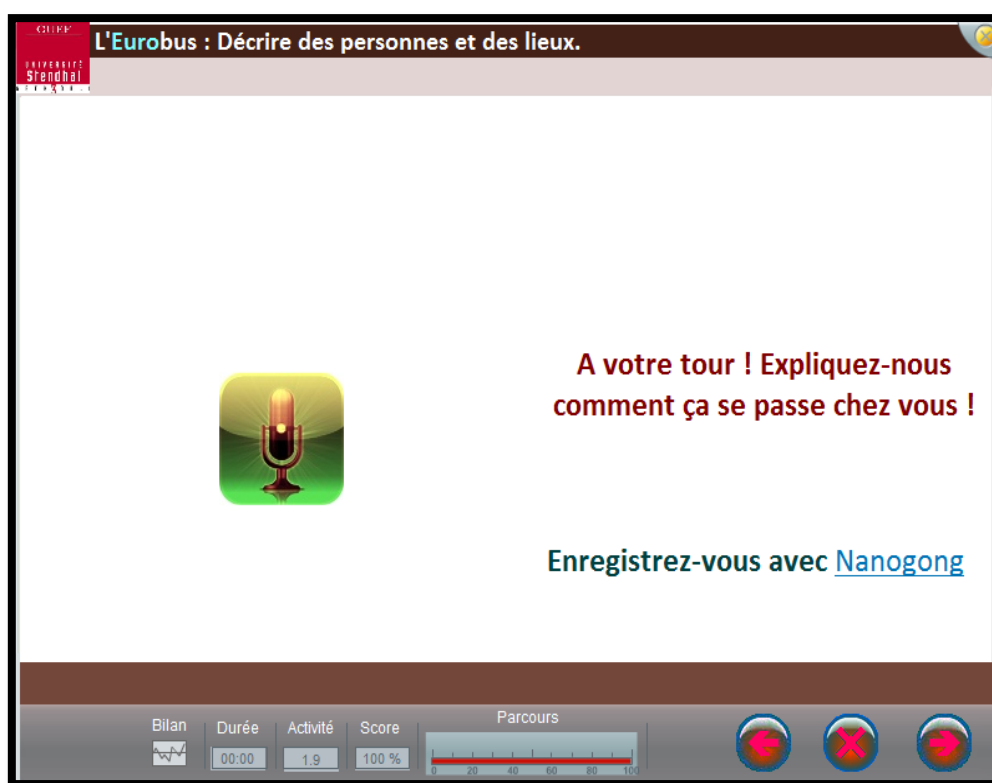 CUEF
UNIVERSITÉ
Stendhal
L'Eurobus : Décrire des personnes et des lieux.
A votre tour ! Expliquez-nous
comment ça se passe chez vous !
Enregistrez-vous avec Nanogong
Bilan
Durée
Activité
Score
Parcours
00:00
1.9
100 %
0 20 40 60 80 100